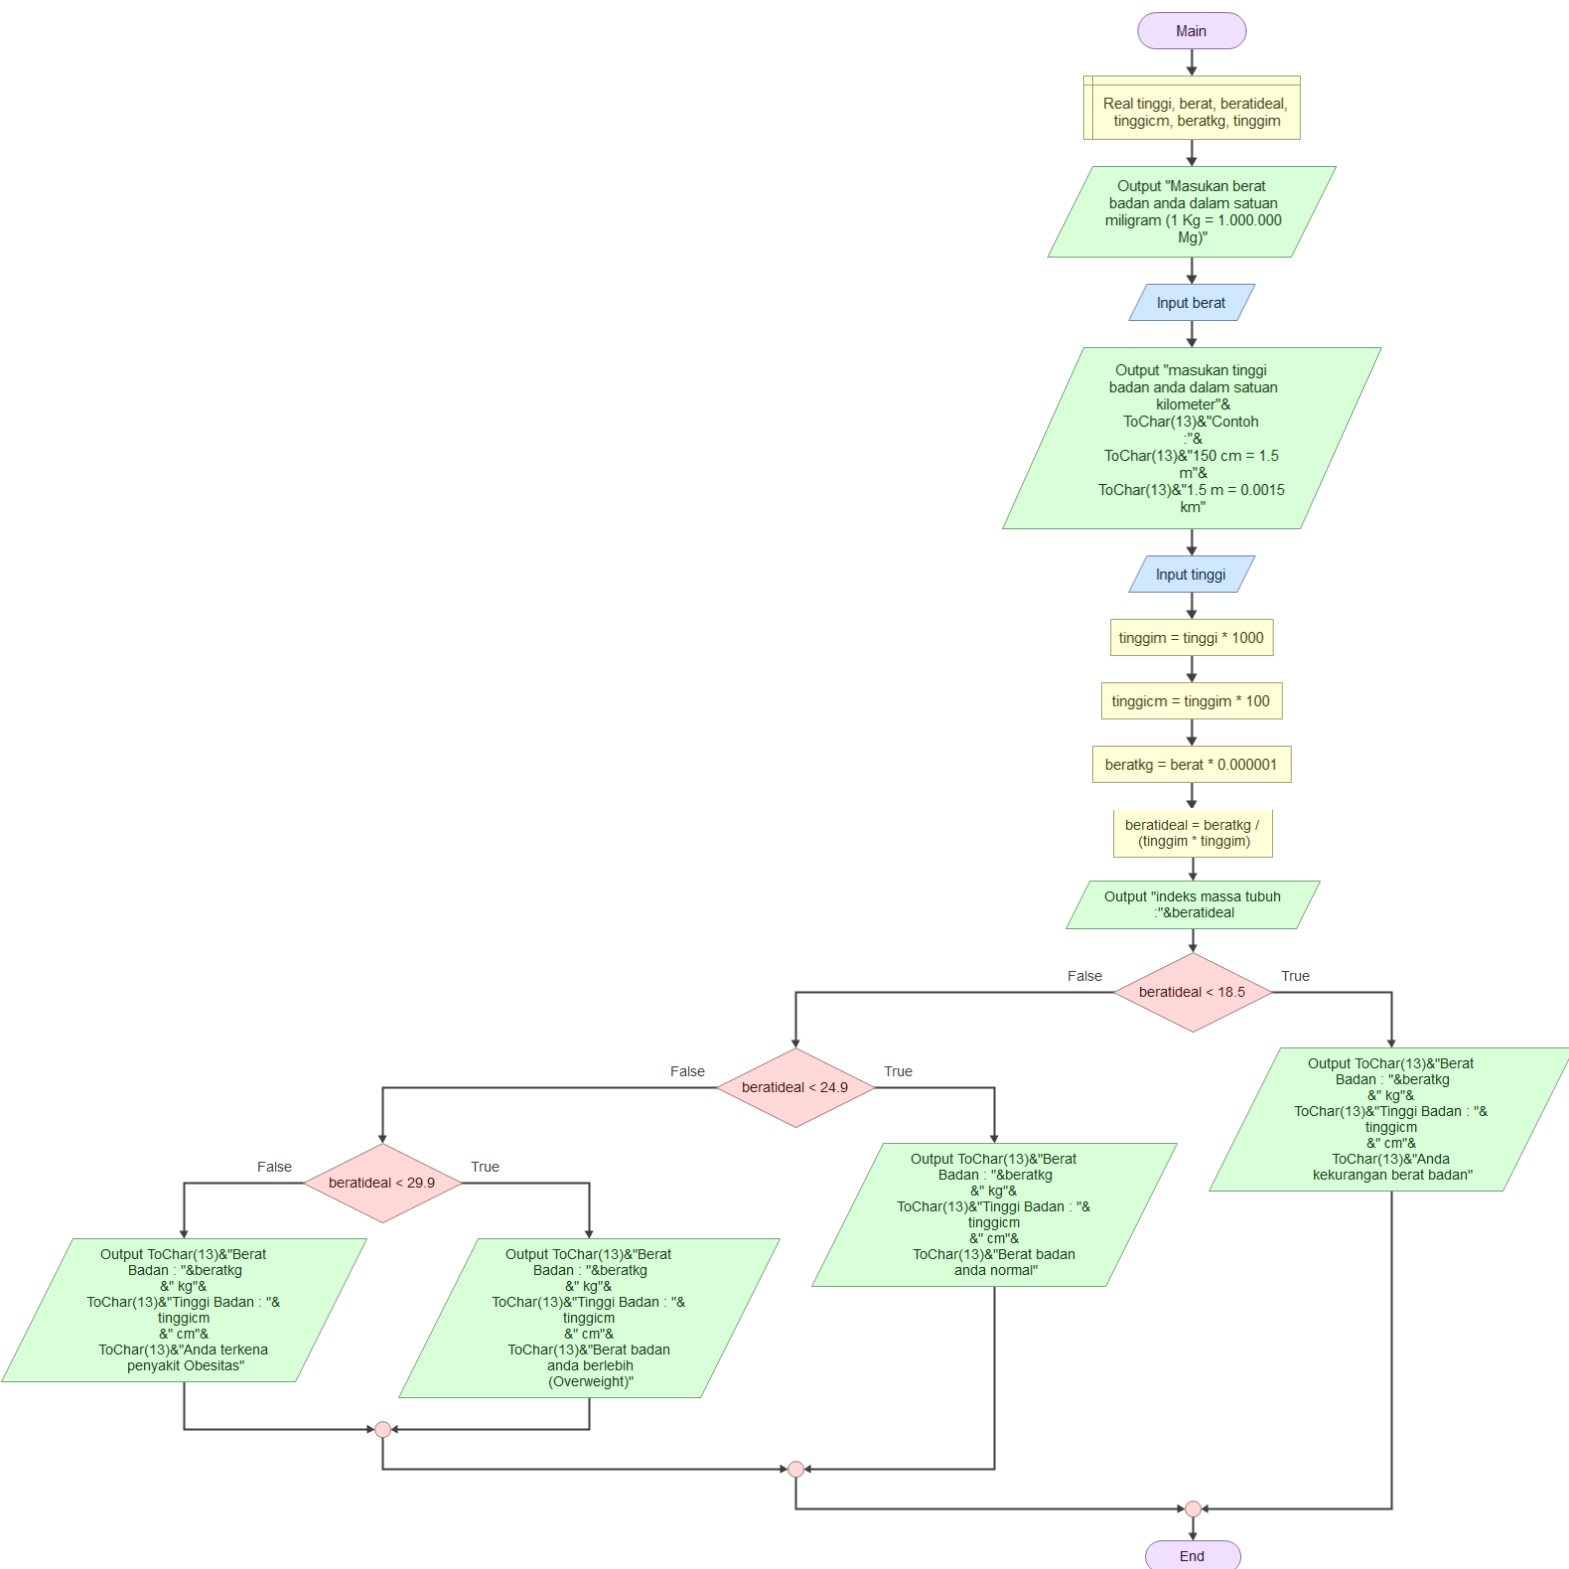 Main
Real tinggi, berat, beratideal,
tinggicm, beratkg, tinggim
Output "Masukan berat
badan anda dalam satuan
miligram (1 Kg = 1.000.000
Mg)"
Input berat
Output "masukan tinggi
badan anda dalam satuan
kilometer"&
ToChar(13)&"Contoh
:"&
ToChar(13)&"150 cm = 1.5
m"&
ToChar(13)&"1.5 m = 0.0015
km"
Input tinggi
tinggim = tinggi * 1000
tinggicm = tinggim * 100
beratkg = berat * 0.000001
beratideal = beratkg /
(tinggim * tinggim)
Output "indeks massa tubuh
:"&beratideal
False
beratideal < 18.5
True
False
beratideal < 24.9
True
Output ToChar(13)&"Berat
Badan : "&beratkg
&" kg"&
ToChar(13)&"Tinggi Badan : "&
tinggicm
&" cm"&
ToChar(13)&"Anda
kekurangan berat badan"
False
beratideal < 29.9
True
Output ToChar(13)&"Berat
Badan : "&beratkg
&" kg"&
ToChar(13)&"Tinggi Badan : "&
tinggicm
&" cm"&
ToChar(13)&"Berat badan
anda normal"
Output ToChar(13)&"Berat
Badan : "&beratkg
&" kg"&
ToChar(13)&"Tinggi Badan : "&
tinggicm
&" cm"&
ToChar(13)&"Anda terkena
penyakit Obesitas"
Output ToChar(13)&"Berat
Badan : "&beratkg
&" kg"&
ToChar(13)&"Tinggi Badan : "&
tinggicm
&" cm"&
ToChar(13)&"Berat badan
anda berlebih
(Overweight)"
End